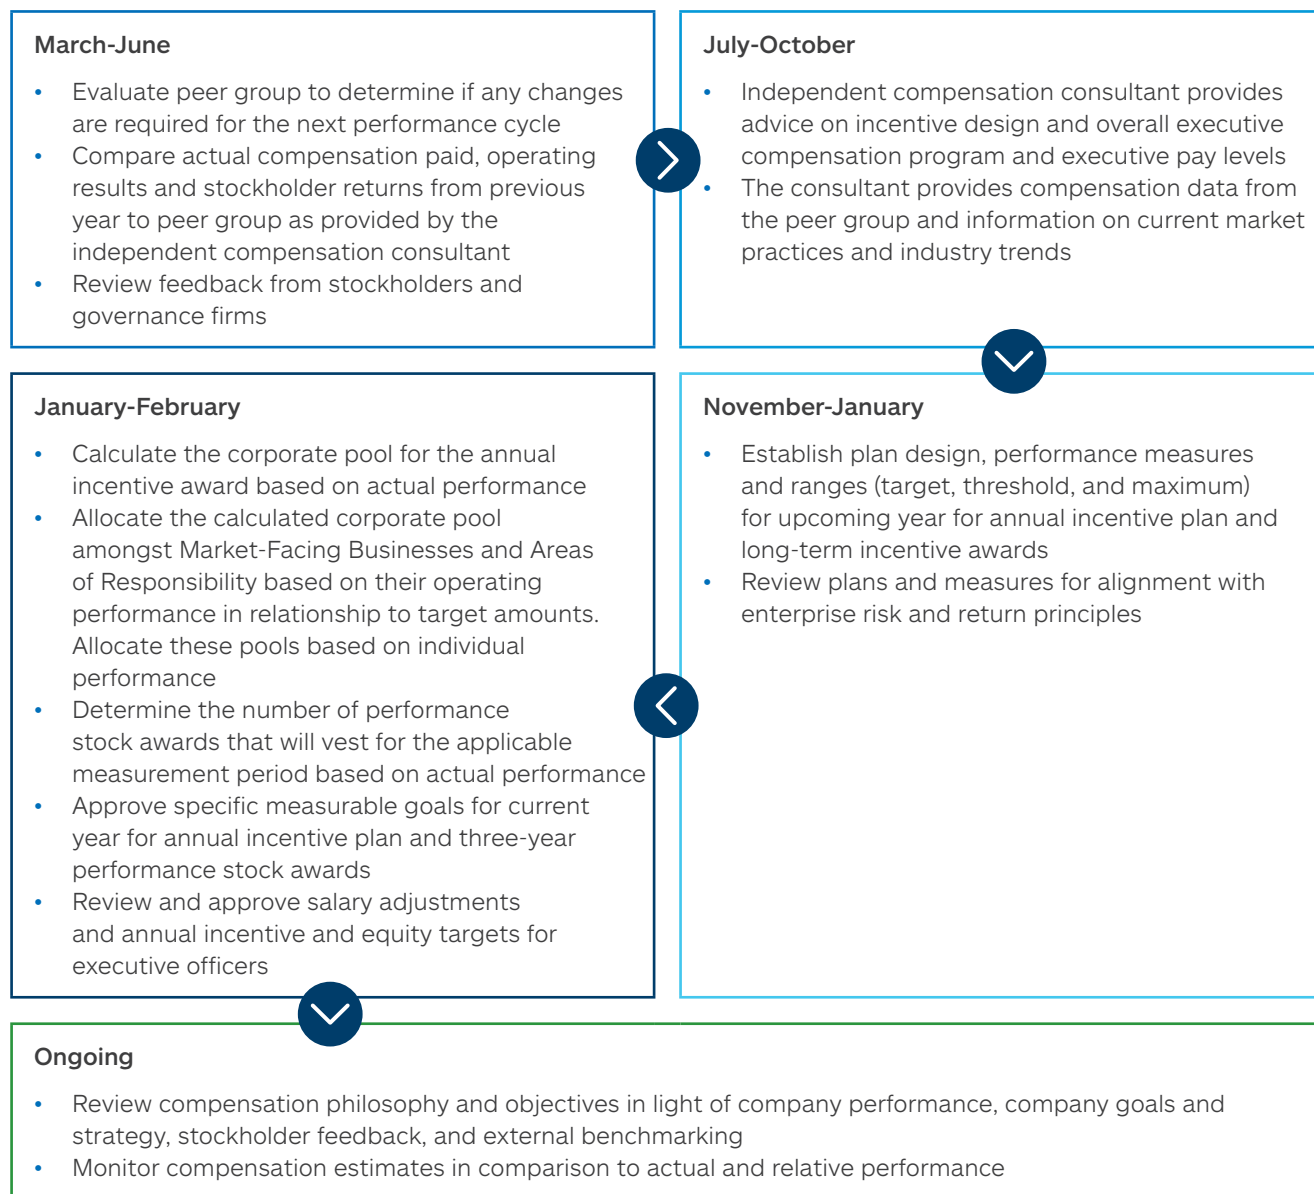 March-June
• Evaluate peer group to determine if any changes
are required for the next performance cycle
• Compare actual compensation paid, operating
results and stockholder returns from previous
year to peer group as provided by the
independent compensation consultant
• Review feedback from stockholders and
governance firms
July-October
• Independent compensation consultant provides
advice on incentive design and overall executive
compensation program and executive pay levels
• The consultant provides compensation data from
the peer group and information on current market
practices and industry trends
November-January
• Establish plan design, performance measures
and ranges (target, threshold, and maximum)
for upcoming year for annual incentive plan and
long-term incentive awards
• Review plans and measures for alignment with
enterprise risk and return principles
January-February
• Calculate the corporate pool for the annual
incentive award based on actual performance
• Allocate the calculated corporate pool
amongst Market-Facing Businesses and Areas
of Responsibility based on their operating
performance in relationship to target amounts.
Allocate these pools based on individual
performance
• Determine the number of performance
stock awards that will vest for the applicable
measurement period based on actual performance
• Approve specific measurable goals for current
year for annual incentive plan and three-year
performance stock awards
• Review and approve salary adjustments
and annual incentive and equity targets for
executive officers
Ongoing
• Review compensation philosophy and objectives in light of company performance, company goals and
strategy, stockholder feedback, and external benchmarking
• Monitor compensation estimates in comparison to actual and relative performance